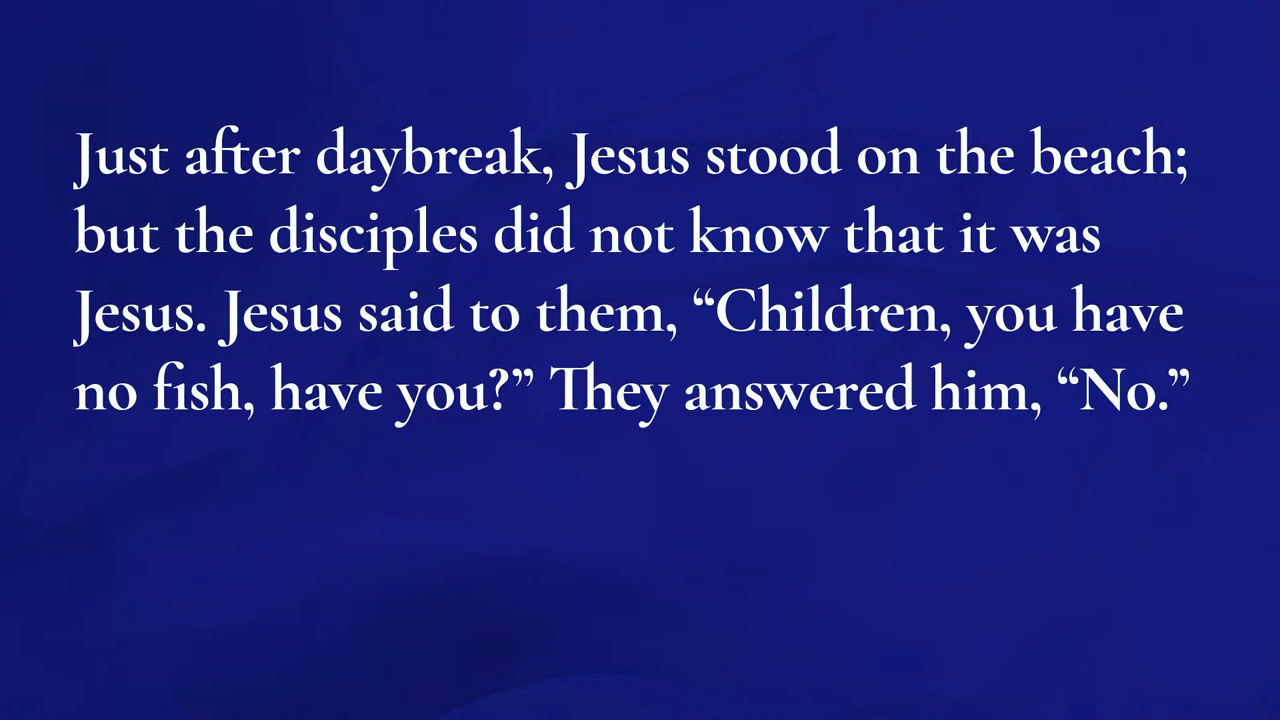 Just after daybreak, Jesus stood on the beach;
but the disciples did not know that it was
Jesus. Jesus said to them, “Children, you have
no fish, have you?” They answered him, “No.”